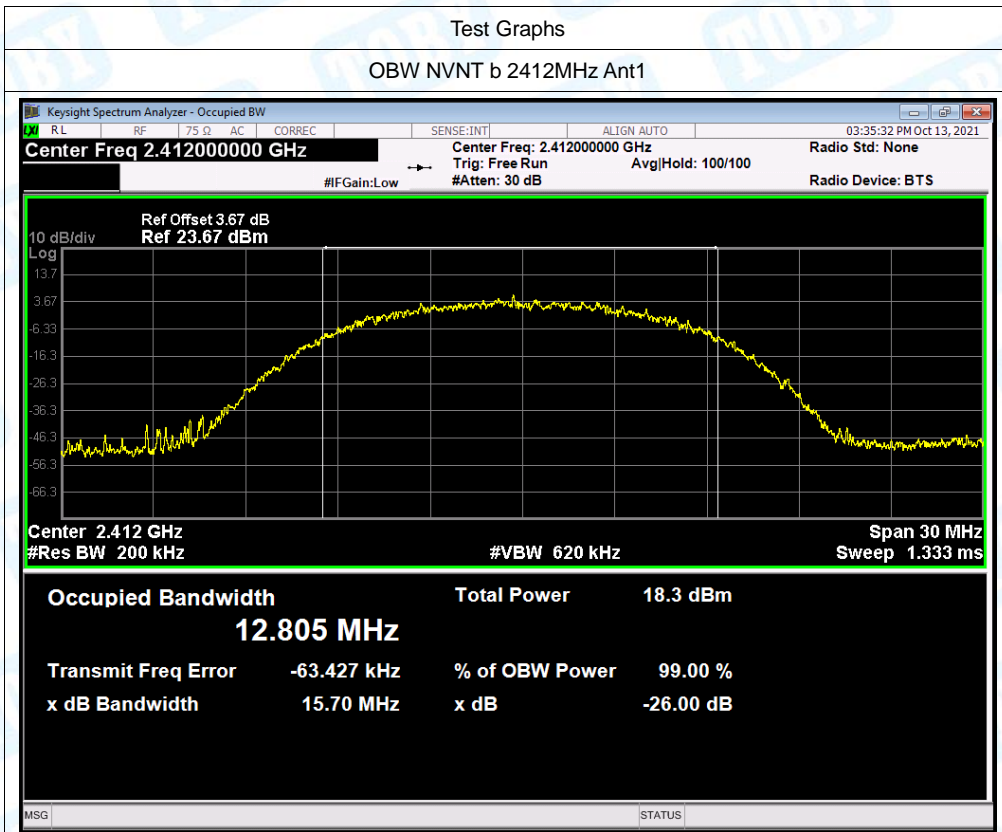 Test Graphs
OBW NVNT b 2412MHz Ant1
Keysight Spectrum Analyzer - Occupied BW
LXI RL RF 75 Ω AC CORREC SENSE:INT ALIGN AUTO 03:35:32 PM Oct 13, 2021
Center Freq 2.412000000 GHz Center Freq: 2.412000000 GHz Radio Std: None
Trig: Free Run Avg|Hold: 100/100
#IFGain:Low #Atten: 30 dB Radio Device: BTS
Ref Offset 3.67 dB
10 dB/div Ref 23.67 dBm
Log
13.7
3.67
-6.33
-16.3
-26.3
-36.3
-46.3
-56.3
-66.3
Center 2.412 GHz Span 30 MHz
#Res BW 200 kHz #VBW 620 kHz Sweep 1.333 ms
Occupied Bandwidth Total Power 18.3 dBm
12.805 MHz
Transmit Freq Error -63.427 kHz % of OBW Power 99.00 %
x dB Bandwidth 15.70 MHz x dB -26.00 dB
MSG STATUS
TOBY